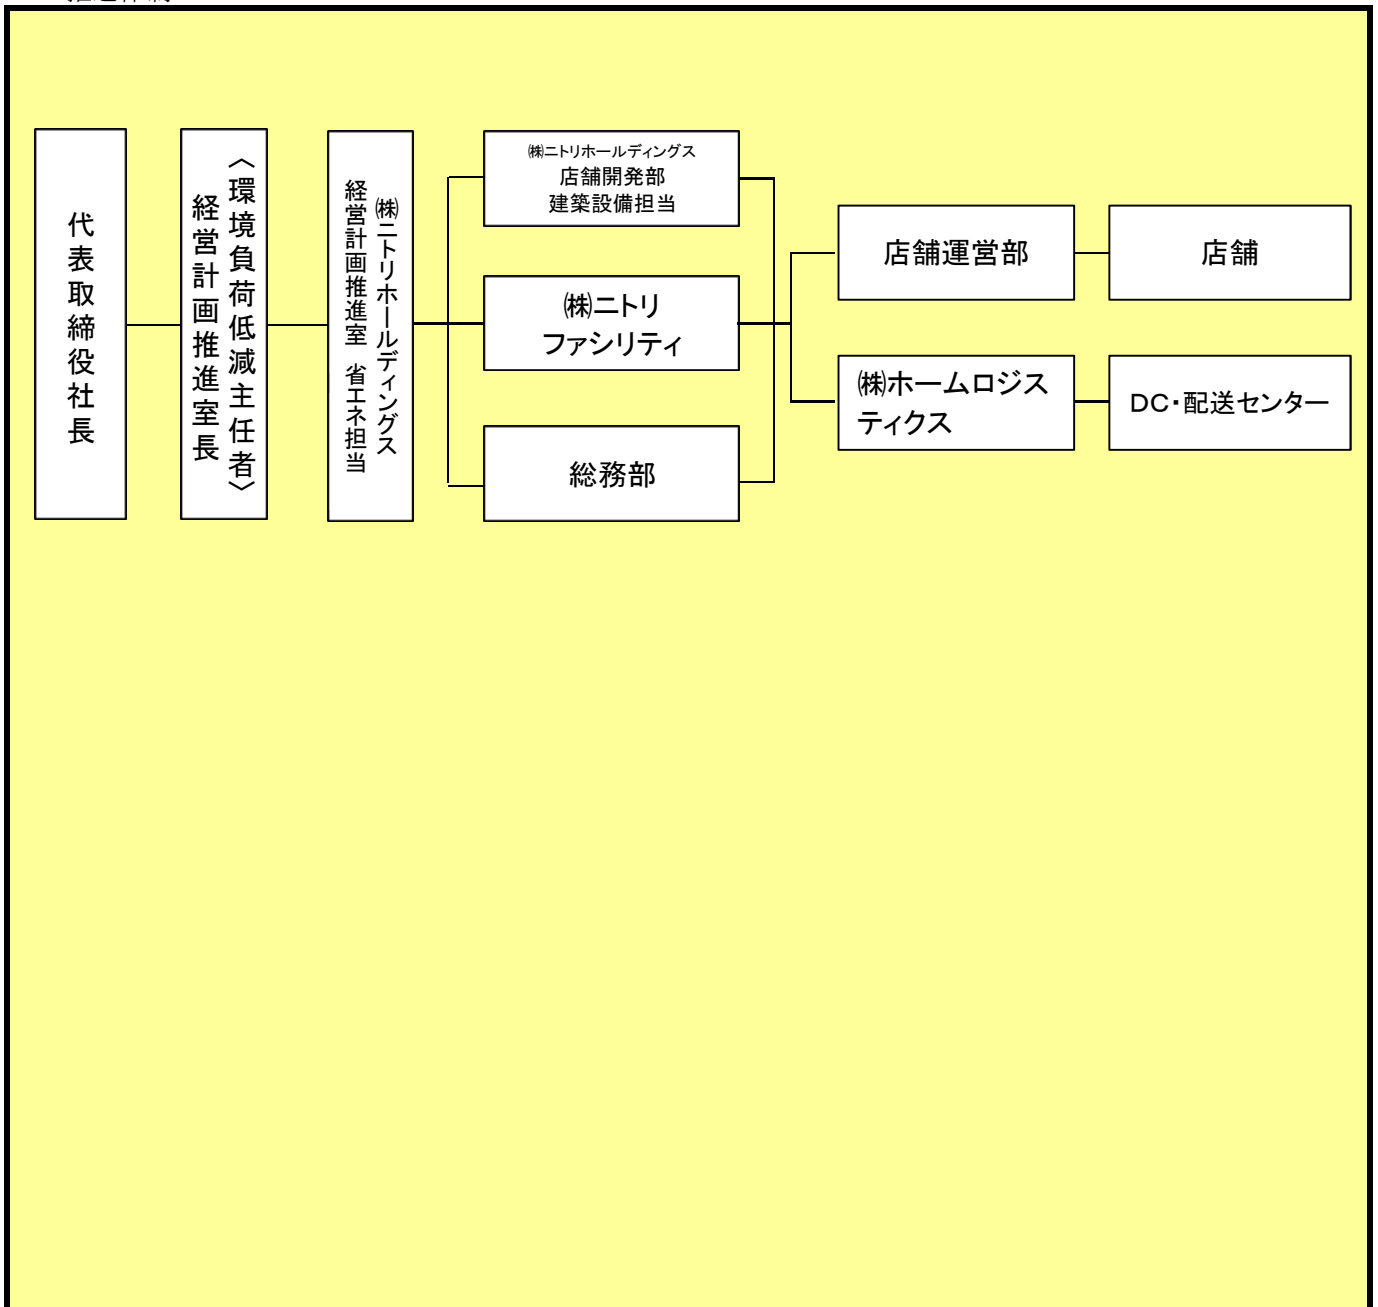 代表取締役社長
〈環境負荷低減主任者〉
経営計画推進室長
㈱ニトリホールディングス
経営計画推進室 省エネ担当
㈱ニトリホールディングス
店舗開発部
建築設備担当
㈱ニトリ
ファシリティ
総務部
店舗運営部
店舗
㈱ホームロジス
ティクス
DC・配送センター